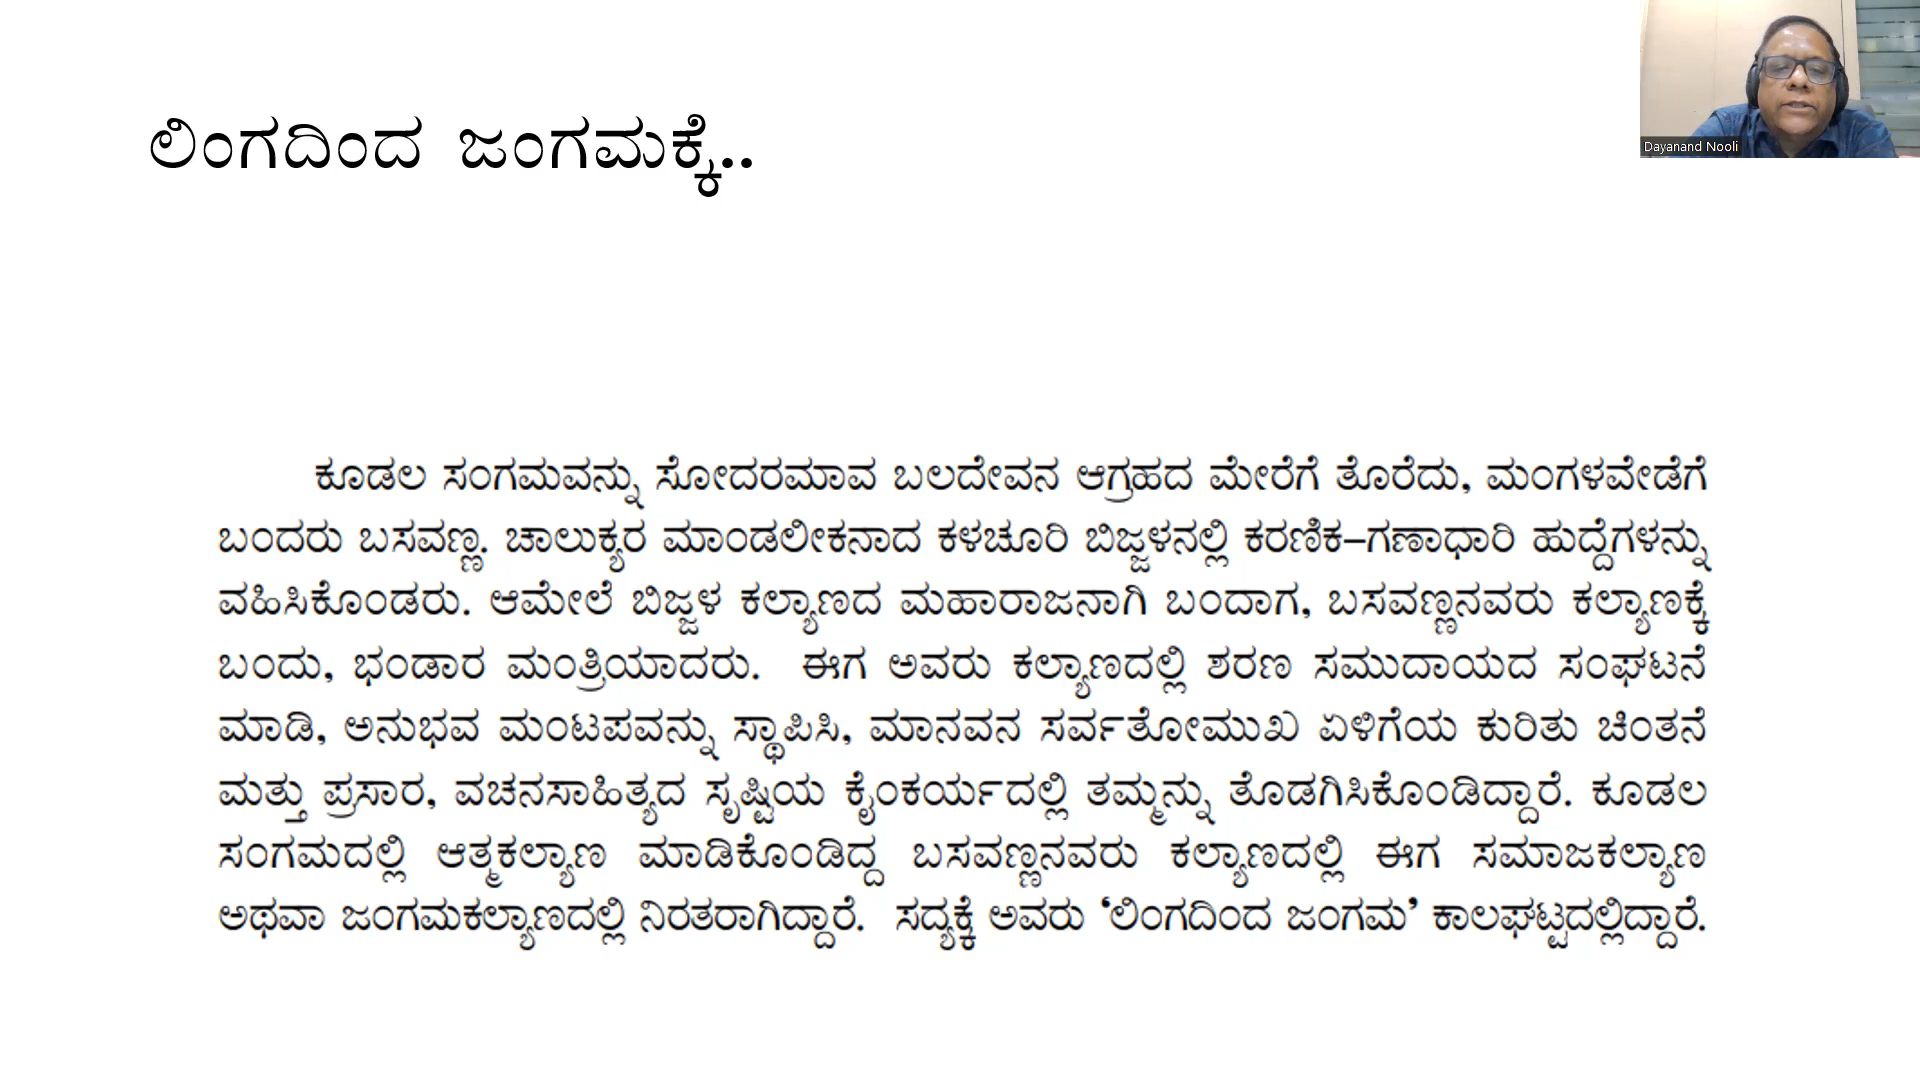 ಲಿಂಗದಿಂದ ಜಂಗಮಕ್ಕೆ..
Dayanand Nooli
ಕೂಡಲ ಸಂಗಮವನ್ನು ಸೋದರಮಾವ ಬಲದೇವನ ಆಗ್ರಹದ ಮೇರೆಗೆ ತೊರೆದು, ಮಂಗಳವೇಡೆಗೆ
ಬಂದರು ಬಸವಣ್ಣ. ಚಾಲುಕ್ಯರ ಮಾಂಡಲೀಕನಾದ ಕಳಚೂರಿ ಬಿಜ್ಜಳನಲ್ಲಿ ಕರಣಿಕ–ಗಣಾಧಾರಿ ಹುದ್ದೆಗಳನ್ನು
ವಹಿಸಿಕೊಂಡರು. ಆಮೇಲೆ ಬಿಜ್ಜಳ ಕಲ್ಯಾಣದ ಮಹಾರಾಜನಾಗಿ ಬಂದಾಗ, ಬಸವಣ್ಣನವರು ಕಲ್ಯಾಣಕ್ಕೆ
ಬಂದು, ಭಂಡಾರ ಮಂತ್ರಿಯಾದರು. ಈಗ ಅವರು ಕಲ್ಯಾಣದಲ್ಲಿ ಶರಣ ಸಮುದಾಯದ ಸಂಘಟನೆ
ಮಾಡಿ, ಅನುಭವ ಮಂಟಪವನ್ನು ಸ್ಥಾಪಿಸಿ, ಮಾನವನ ಸರ್ವತೋಮುಖ ಏಳಿಗೆಯ ಕುರಿತು ಚಿಂತನೆ
ಮತ್ತು ಪ್ರಸಾರ, ವಚನಸಾಹಿತ್ಯದ ಸೃಷ್ಟಿಯ ಕೈಂಕರ್ಯದಲ್ಲಿ ತಮ್ಮನ್ನು ತೊಡಗಿಸಿಕೊಂಡಿದ್ದಾರೆ. ಕೂಡಲ
ಸಂಗಮದಲ್ಲಿ ಆತ್ಮಕಲ್ಯಾಣ ಮಾಡಿಕೊಂಡಿದ್ದ ಬಸವಣ್ಣನವರು ಕಲ್ಯಾಣದಲ್ಲಿ ಈಗ ಸಮಾಜಕಲ್ಯಾಣ
ಅಥವಾ ಜಂಗಮಕಲ್ಯಾಣದಲ್ಲಿ ನಿರತರಾಗಿದ್ದಾರೆ. ಸದ್ಯಕ್ಕೆ ಅವರು ‘ಲಿಂಗದಿಂದ ಜಂಗಮ’ ಕಾಲಘಟ್ಟದಲ್ಲಿದ್ದಾರೆ.